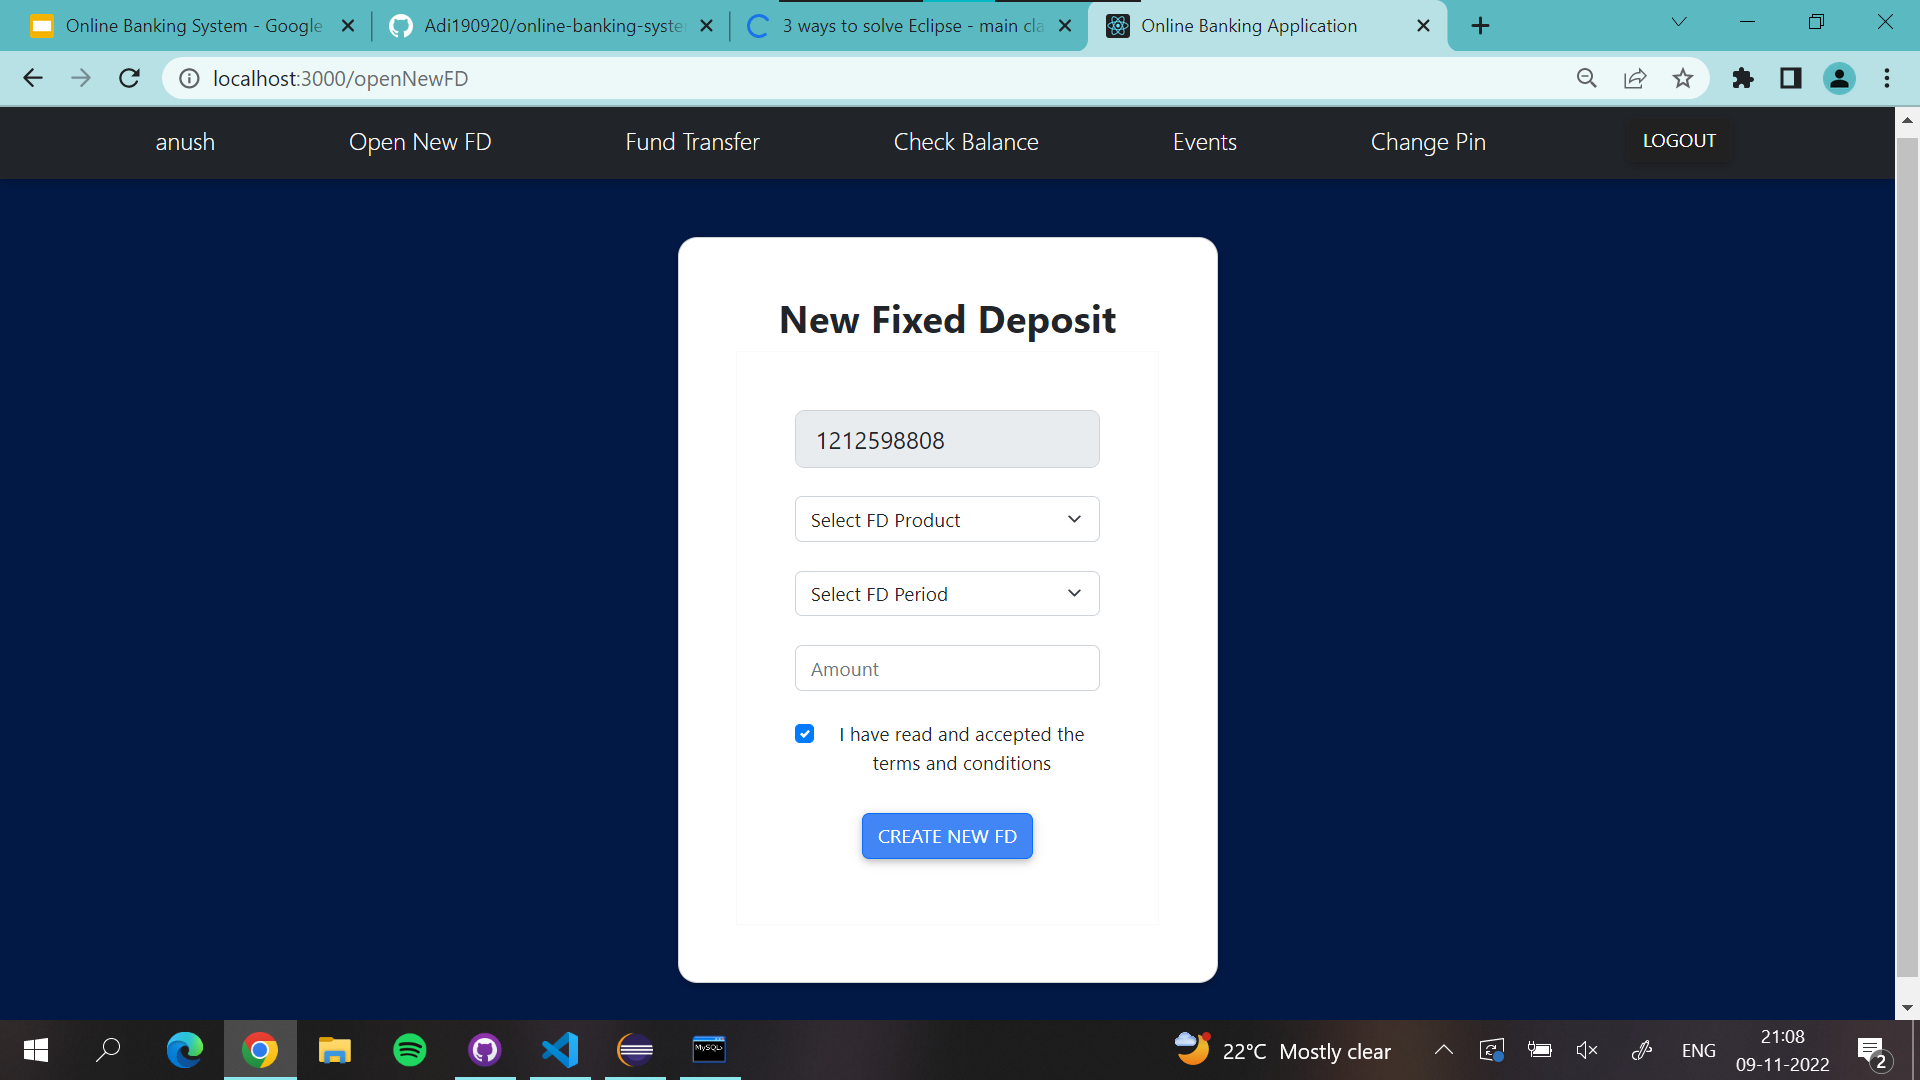 Online Banking System - Google
Adi190920/online-banking-syste
3 ways to solve Eclipse - main cla
Online Banking Application
localhost:3000/openNewFD
anush
Open New FD
Fund Transfer
Check Balance
Events
Change Pin
LOGOUT
New Fixed Deposit
1212598808
Select FD Product
Select FD Period
Amount
I have read and accepted the
terms and conditions
CREATE NEW FD
MySQL
22°C Mostly clear
ENG
21:08
09-11-2022
2